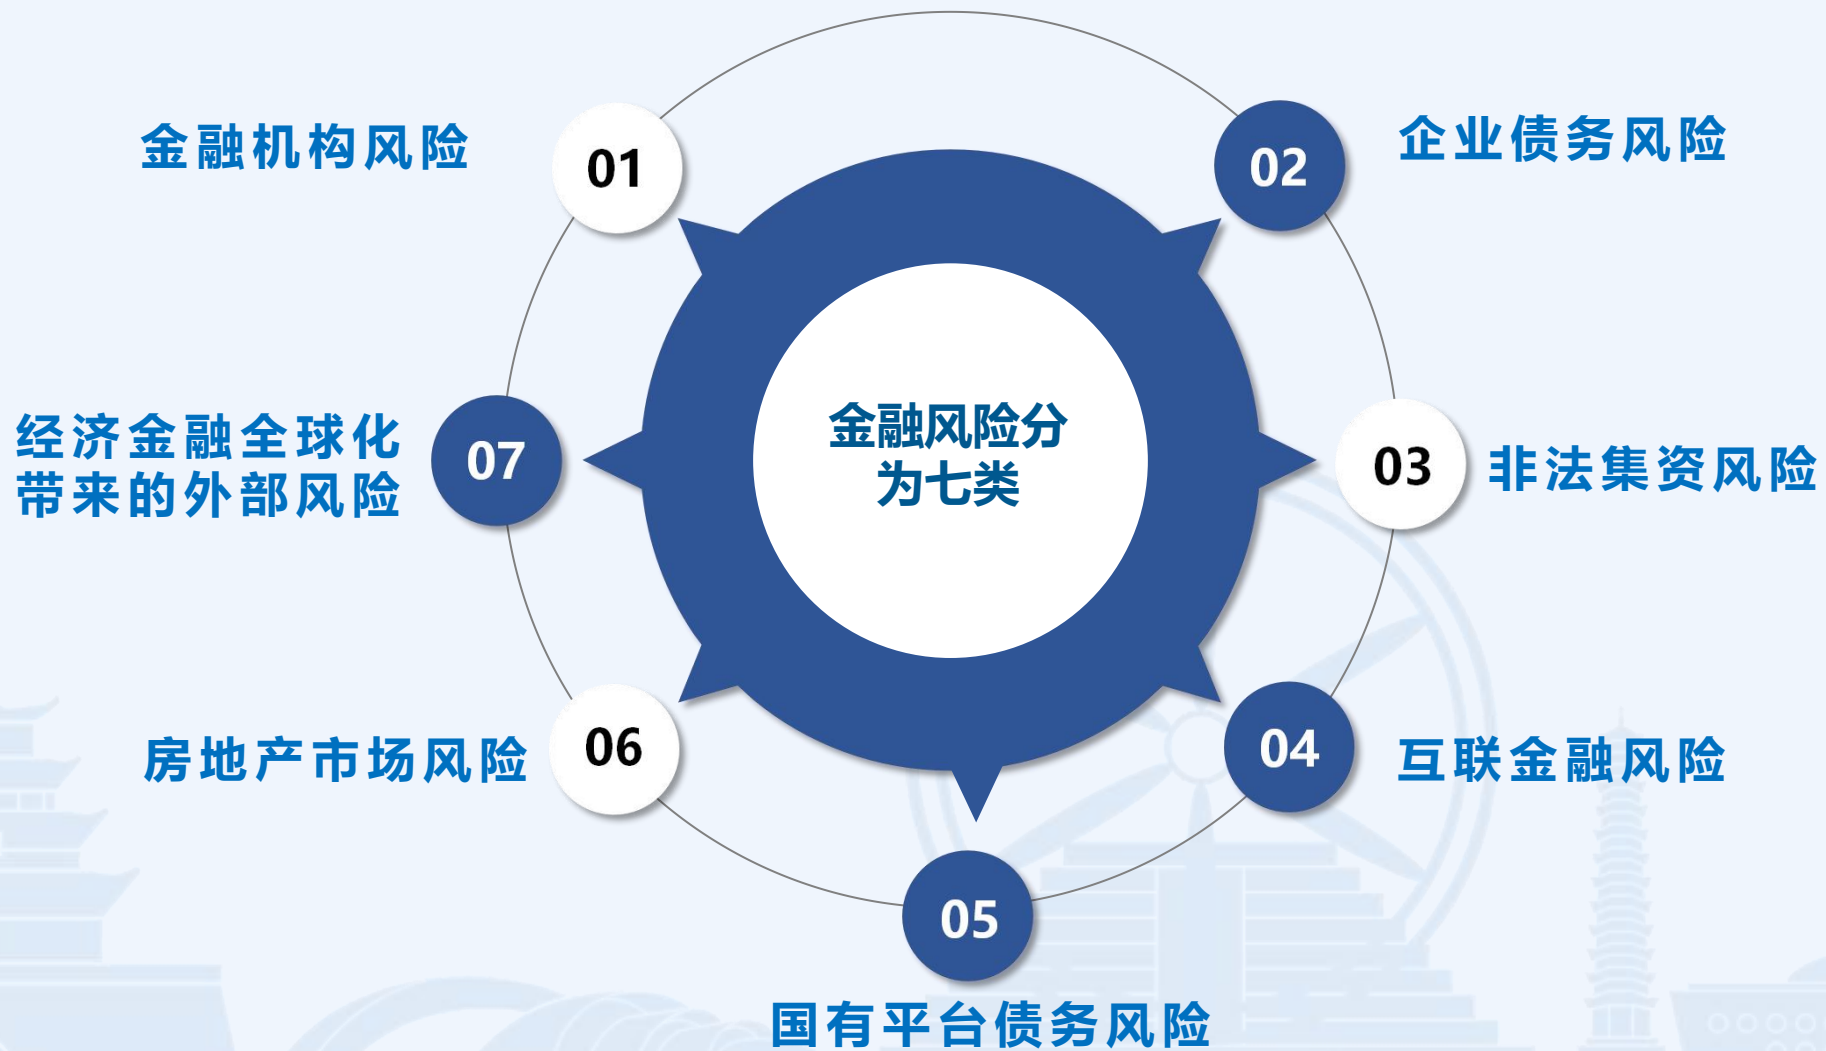 金融风险分
为七类
01
金融机构风险
02
企业债务风险
03
非法集资风险
04
互联金融风险
05
国有平台债务风险
06
房地产市场风险
07
经济金融全球化
带来的外部风险